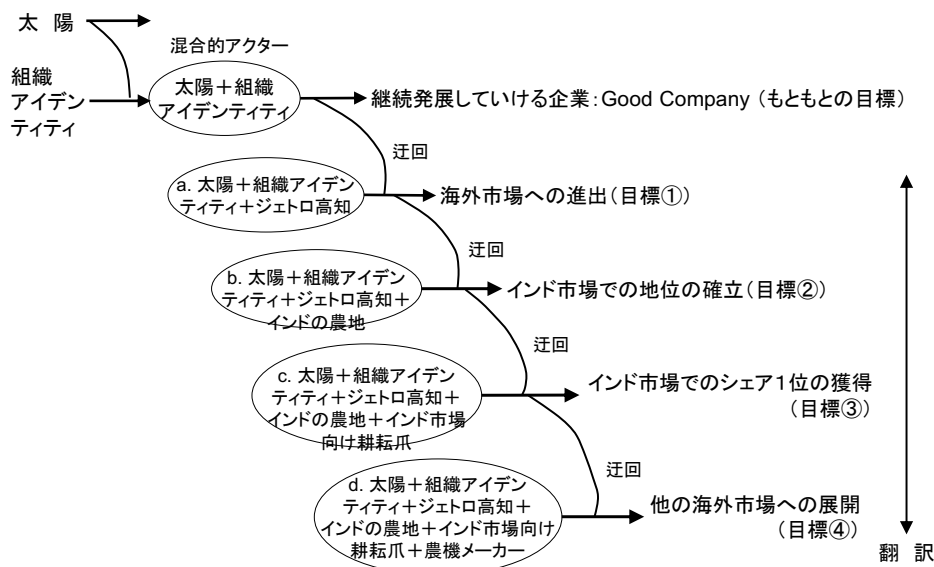 太 陽
混合的アクター
組織
アイデン
ティティ
太陽＋組織
アイデンティティ
継続発展していける企業：Good Company（もともとの目標）
迂回
a. 太陽＋組織アイデン
ティティ＋ジェトロ高知
海外市場への進出（目標①）
迂回
b. 太陽＋組織アイデン
ティティ＋ジェトロ高知＋
インドの農地
インド市場での地位の確立（目標②）
迂回
c. 太陽＋組織アイデン
ティティ＋ジェトロ高知＋
インドの農地＋インド市場
向け耕耘爪
インド市場でのシェア１位の獲得
（目標③）
迂回
d. 太陽＋組織アイデン
ティティ＋ジェトロ高知＋
インドの農地＋インド市場向け
耕耘爪＋農機メーカー
他の海外市場への展開
（目標④）
翻 訳